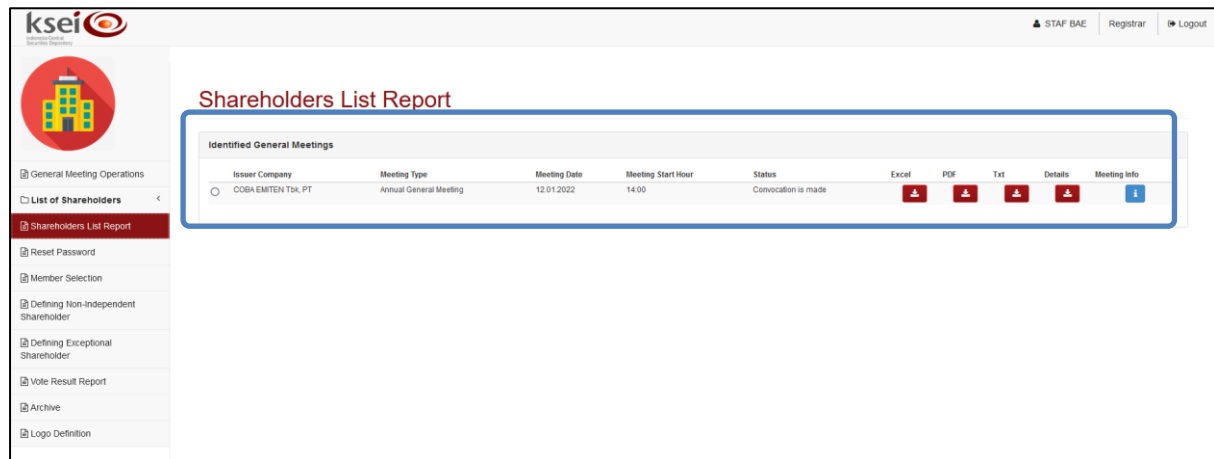 ksei
Indonesia Central
Securities Depository
STAF BAE Registrar Logout
Shareholders List Report
Identified General Meetings
Issuer Company Meeting Type Meeting Date Meeting Start Hour Status Excel PDF Txt Details Meeting Info
COBA EMITEN Tbk, PT Annual General Meeting 12.01.2022 14:00 Convocation is made
General Meeting Operations
List of Shareholders
Shareholders List Report
Reset Password
Member Selection
Defining Non-Independent
Shareholder
Defining Exceptional
Shareholder
Vote Result Report
Archive
Logo Definition